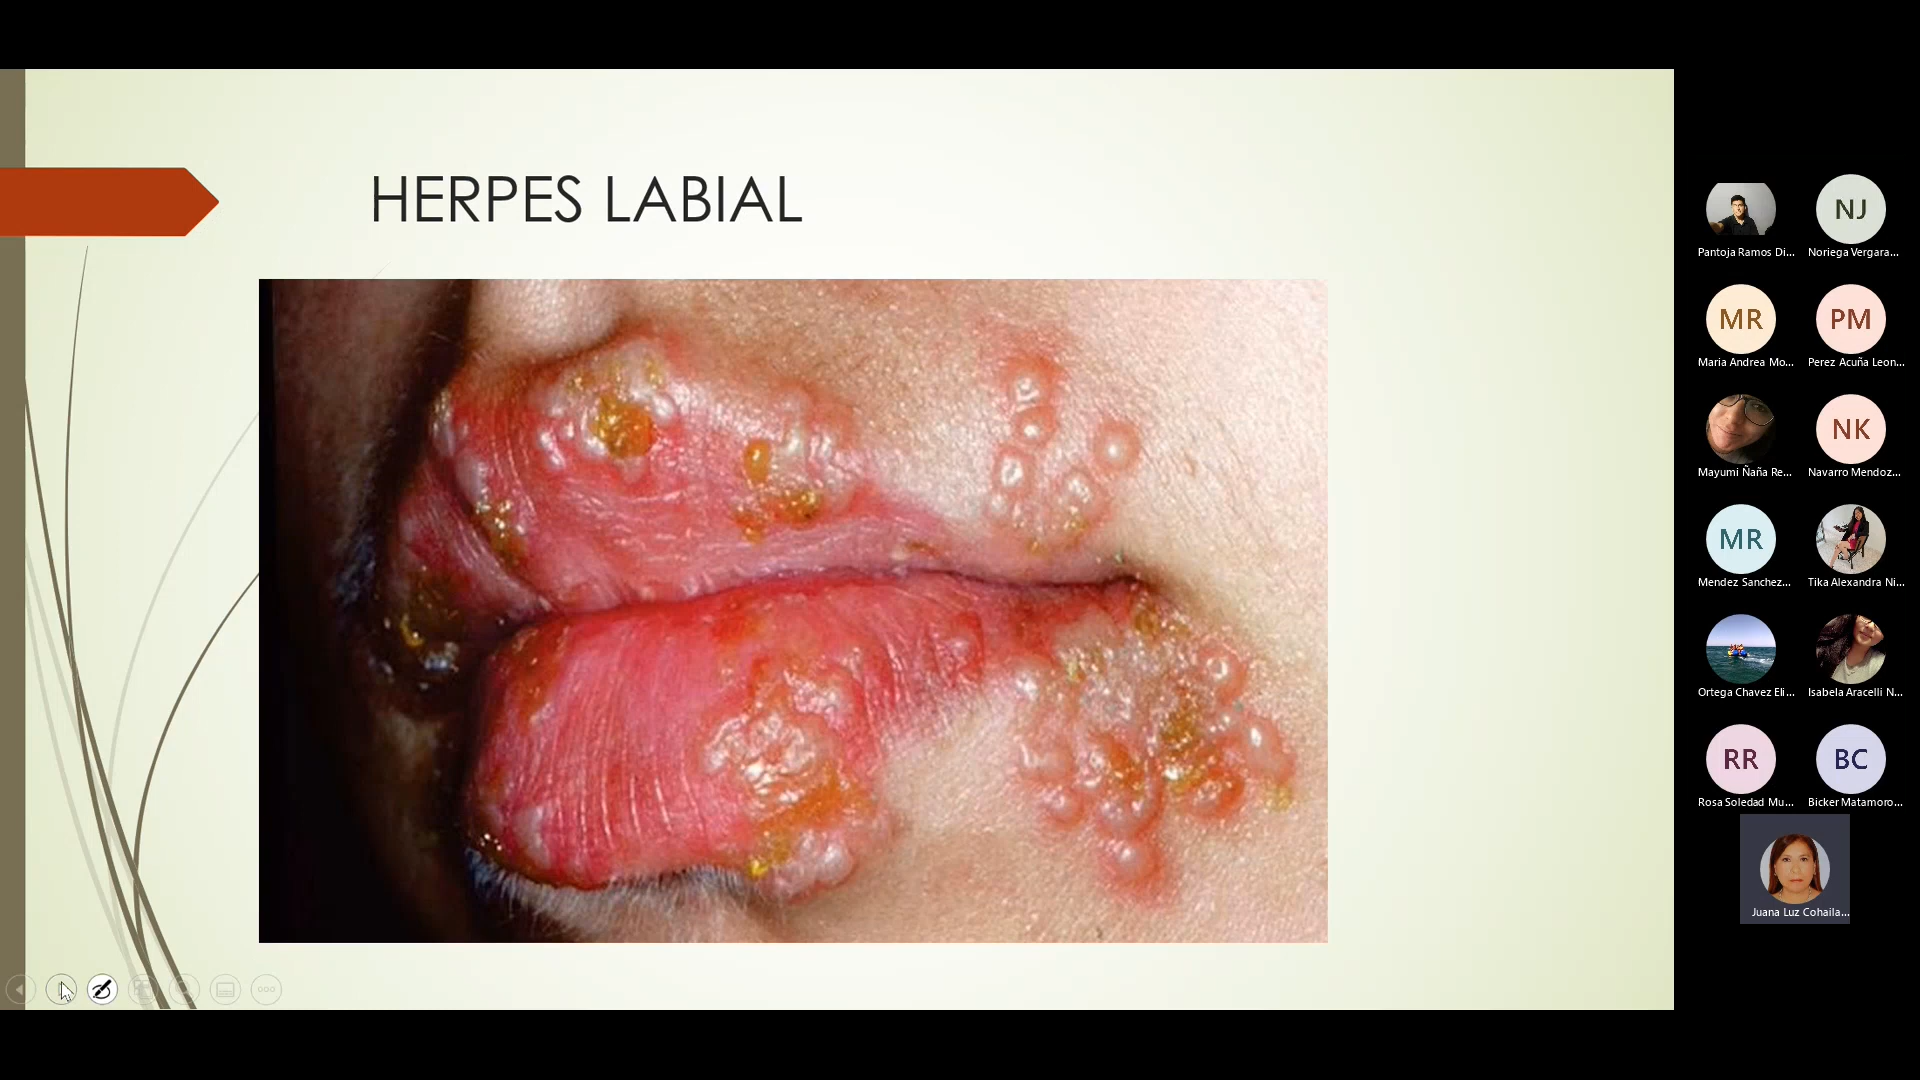 HERPES LABIAL
NJ
Pantoja Ramos Di...
Noriega Vergara...
MR
PM
Maria Andrea Mo...
Perez Acuña Leon...
NK
Mayumi Ñaña Re...
Navarro Mendoz...
MR
Mendez Sanchez...
Tika Alexandra Ni...
Ortega Chavez Eli...
Isabela Aracelli N...
RR
BC
Rosa Soledad Mu...
Bicker Matamoro...
Juana Luz Cohaila...